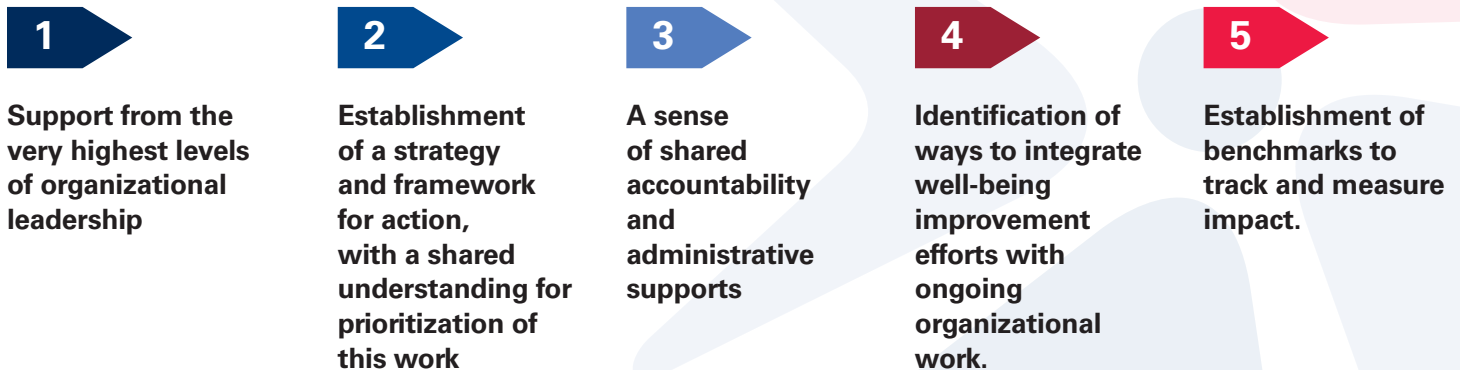 1
Support from the
very highest levels
of organizational
leadership
2
Establishment
of a strategy
and framework
for action,
with a shared
understanding for
prioritization of
this work
3
A sense
of shared
accountability
and
administrative
supports
4
Identification of
ways to integrate
well-being
improvement
efforts with
ongoing
organizational
work.
5
Establishment of
benchmarks to
track and measure
impact.